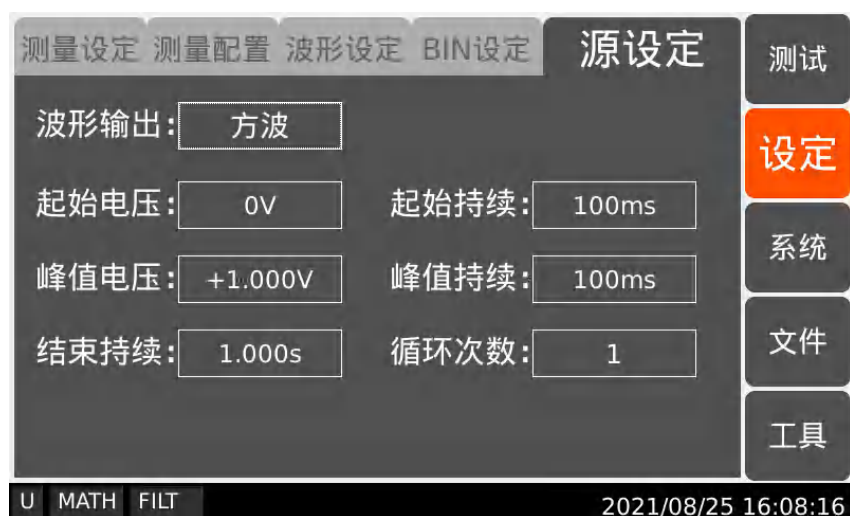 测量设定 测量配置 波形设定 BIN设定 源设定
波形输出: 方波
起始电压: 0V 起始持续: 100ms
峰值电压: +1.000V 峰值持续: 100ms
结束持续: 1.000s 循环次数: 1
测试
设定
系统
文件
工具
U MATH FILT 2021/08/25 16:08:16